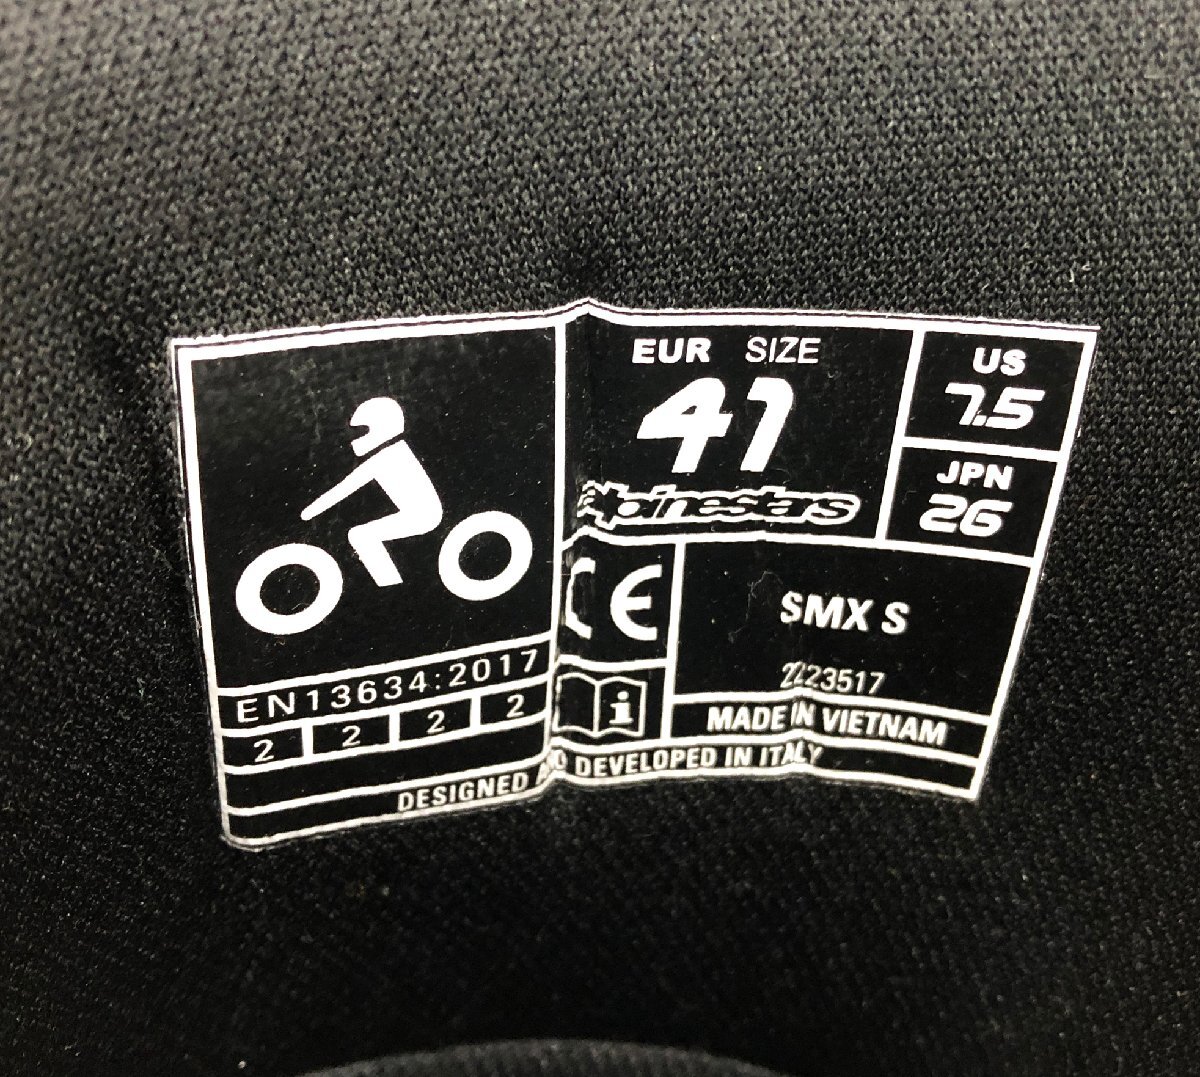 EUR SIZE
41
US
7.5
JPN
26
alpinestars
CE
SMX S
2223517
i
EN13634:2017
2 2 2 2
MADE IN VIETNAM
DESIGNED AND DEVELOPED IN ITALY